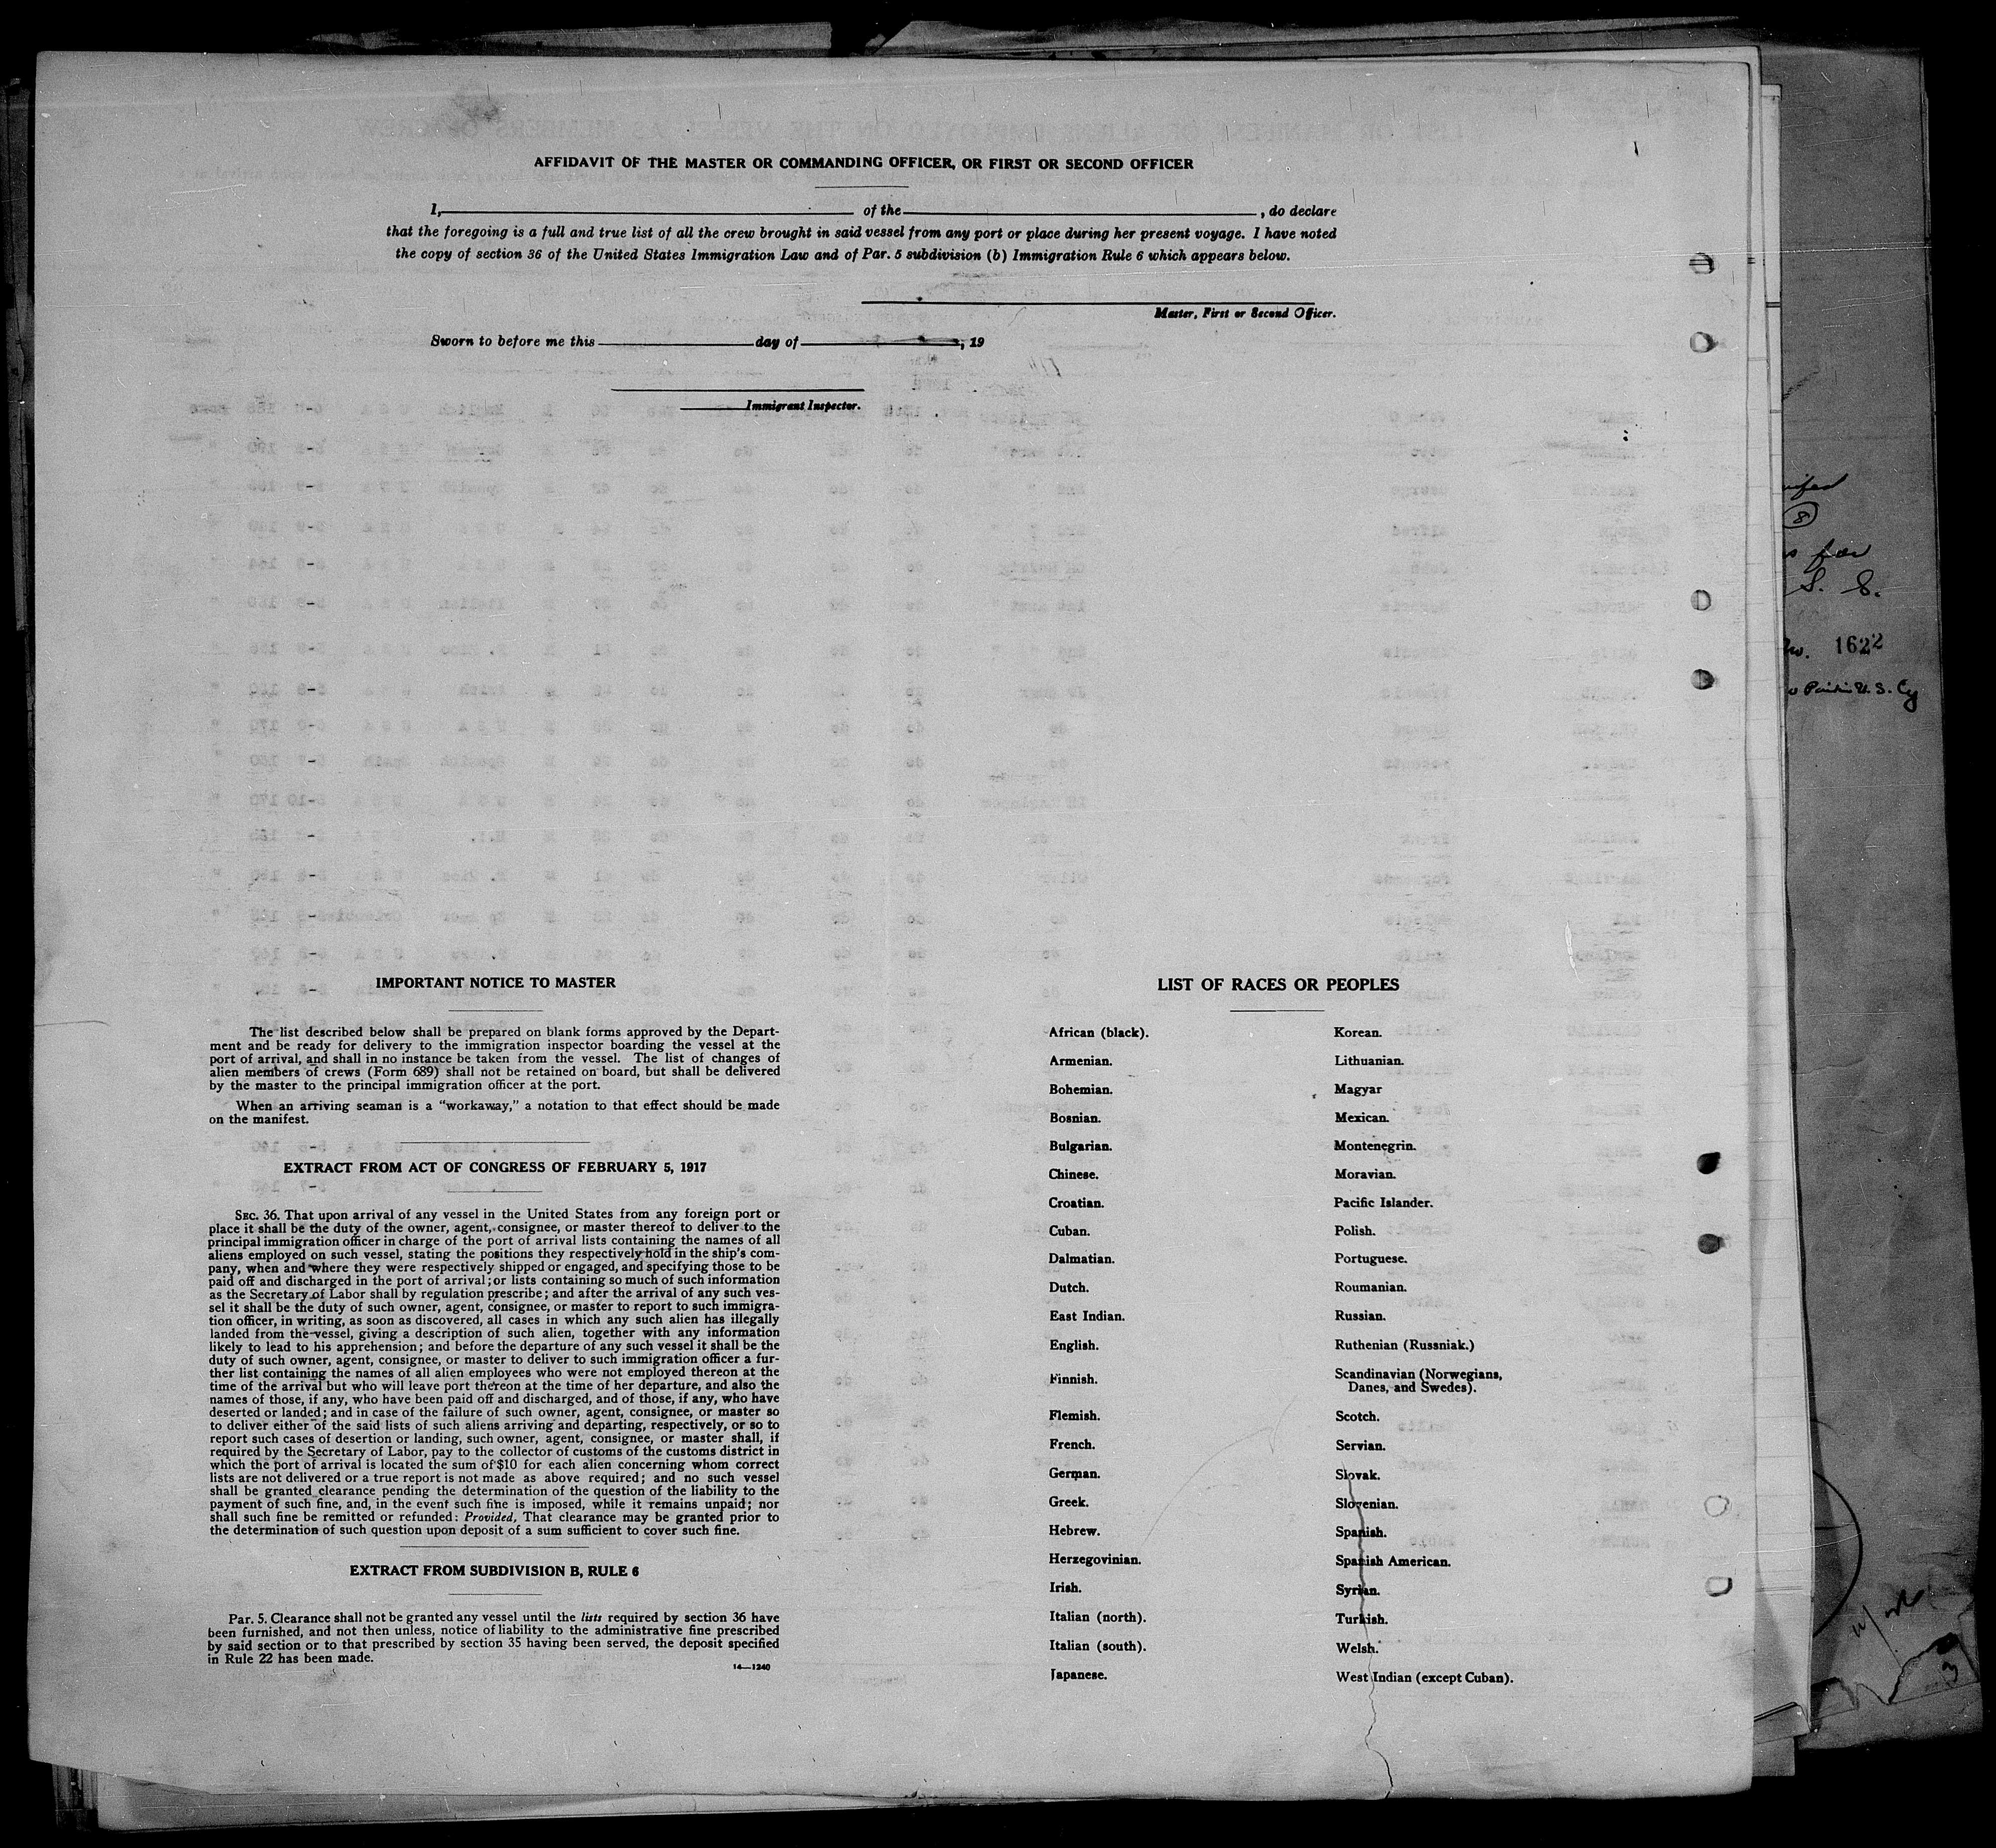 AFFIDAVIT OF THE MASTER OR COMMANDING OFFICER, OR FIRST OR SECOND OFFICER
I, of the , do declare
that the foregoing is a full and true list of all the crew brought in said vessel from any port or place during her present voyage. I have noted
the copy of section 36 of the United States Immigration Law and of Par. 5 subdivision (b) Immigration Rule 6 which appears below.
Master, First or Second Officer.
Sworn to before me this day of , 19
Immigrant Inspector.
IMPORTANT NOTICE TO MASTER
The list described below shall be prepared on blank forms approved by the Depart-
ment and be ready for delivery to the immigration inspector boarding the vessel at the
port of arrival, and shall in no instance be taken from the vessel. The list of changes of
alien members of crews (Form 689) shall not be retained on board, but shall be delivered
by the master to the principal immigration officer at the port.
When an arriving seaman is a "workaway," a notation to that effect should be made
on the manifest.
EXTRACT FROM ACT OF CONGRESS OF FEBRUARY 5, 1917
SEC. 36. That upon arrival of any vessel in the United States from any foreign port or
place it shall be the duty of the owner, agent, consignee, or master thereof to deliver to the
principal immigration officer in charge of the port of arrival lists containing the names of all
aliens employed on such vessel, stating the positions they respectively hold in the ship's com-
pany, when and where they were respectively shipped or engaged, and specifying those to be
paid off and discharged in the port of arrival; or lists containing so much of such information
as the Secretary of Labor shall by regulation prescribe; and after the arrival of any such ves-
sel it shall be the duty of such owner, agent, consignee, or master to report to such immigra-
tion officer, in writing, as soon as discovered, all cases in which any such alien has illegally
landed from the vessel, giving a description of such alien, together with any information
likely to lead to his apprehension; and before the departure of any such vessel it shall be the
duty of such owner, agent, consignee, or master to deliver to such immigration officer a fur-
ther list containing the names of all alien employees who were not employed thereon at the
time of the arrival but who will leave port thereon at the time of her departure, and also the
names of those, if any, who have been paid off and discharged, and of those, if any, who have
deserted or landed; and in case of the failure of such owner, agent, consignee, or master so
to deliver either of the said lists of such aliens arriving and departing, respectively, or so to
report such cases of desertion or landing, such owner, agent, consignee, or master shall, if
required by the Secretary of Labor, pay to the collector of customs of the customs district in
which the port of arrival is located the sum of $10 for each alien concerning whom correct
lists are not delivered or a true report is not made as above required; and no such vessel
shall be granted clearance pending the determination of the question of the liability to the
payment of such fine, and, in the event such fine is imposed, while it remains unpaid; nor
shall such fine be remitted or refunded: Provided, That clearance may be granted prior to
the determination of such question upon deposit of a sum sufficient to cover such fine.
EXTRACT FROM SUBDIVISION B, RULE 6
Par. 5. Clearance shall not be granted any vessel until the lists required by section 36 have
been furnished, and not then unless, notice of liability to the administrative fine prescribed
by said section or to that prescribed by section 35 having been served, the deposit specified
in Rule 22 has been made.
14—1240
LIST OF RACES OR PEOPLES
African (black).
Armenian.
Bohemian.
Bosnian.
Bulgarian.
Chinese.
Croatian.
Cuban.
Dalmatian.
Dutch.
East Indian.
English.
Finnish.
Flemish.
French.
German.
Greek.
Hebrew.
Herzegovinian.
Irish.
Italian (north).
Italian (south).
Japanese.
Korean.
Lithuanian.
Magyar
Mexican.
Montenegrin.
Moravian.
Pacific Islander.
Polish.
Portuguese.
Roumanian.
Russian.
Ruthenian (Russniak.)
Scandinavian (Norwegians,
Danes, and Swedes).
Scotch.
Servian.
Slovak.
Slovenian.
Spanish.
Spanish American.
Syrian.
Turkish.
Welsh.
West Indian (except Cuban).
8
for
S. S.
1622
U. S. Cy
3